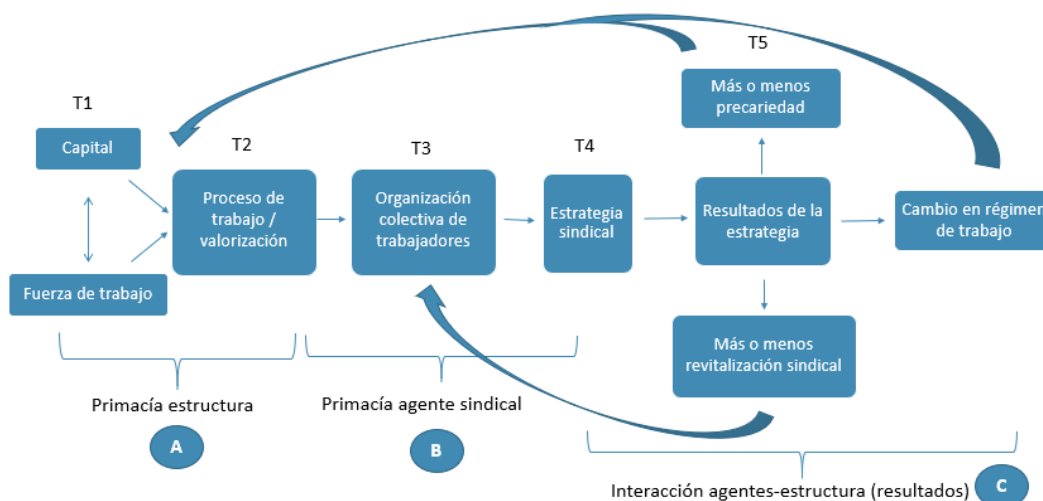 T1
Capital
Fuerza de trabajo
T2
Proceso de
trabajo /
valorización
T3
Organización
colectiva de
trabajadores
T4
Estrategia
sindical
T5
Más o menos
precariedad
Resultados de la
estrategia
Más o menos
revitalización sindical
Cambio en régimen
de trabajo
Primacía estructura
A
Primacía agente sindical
B
Interacción agentes-estructura (resultados)
C